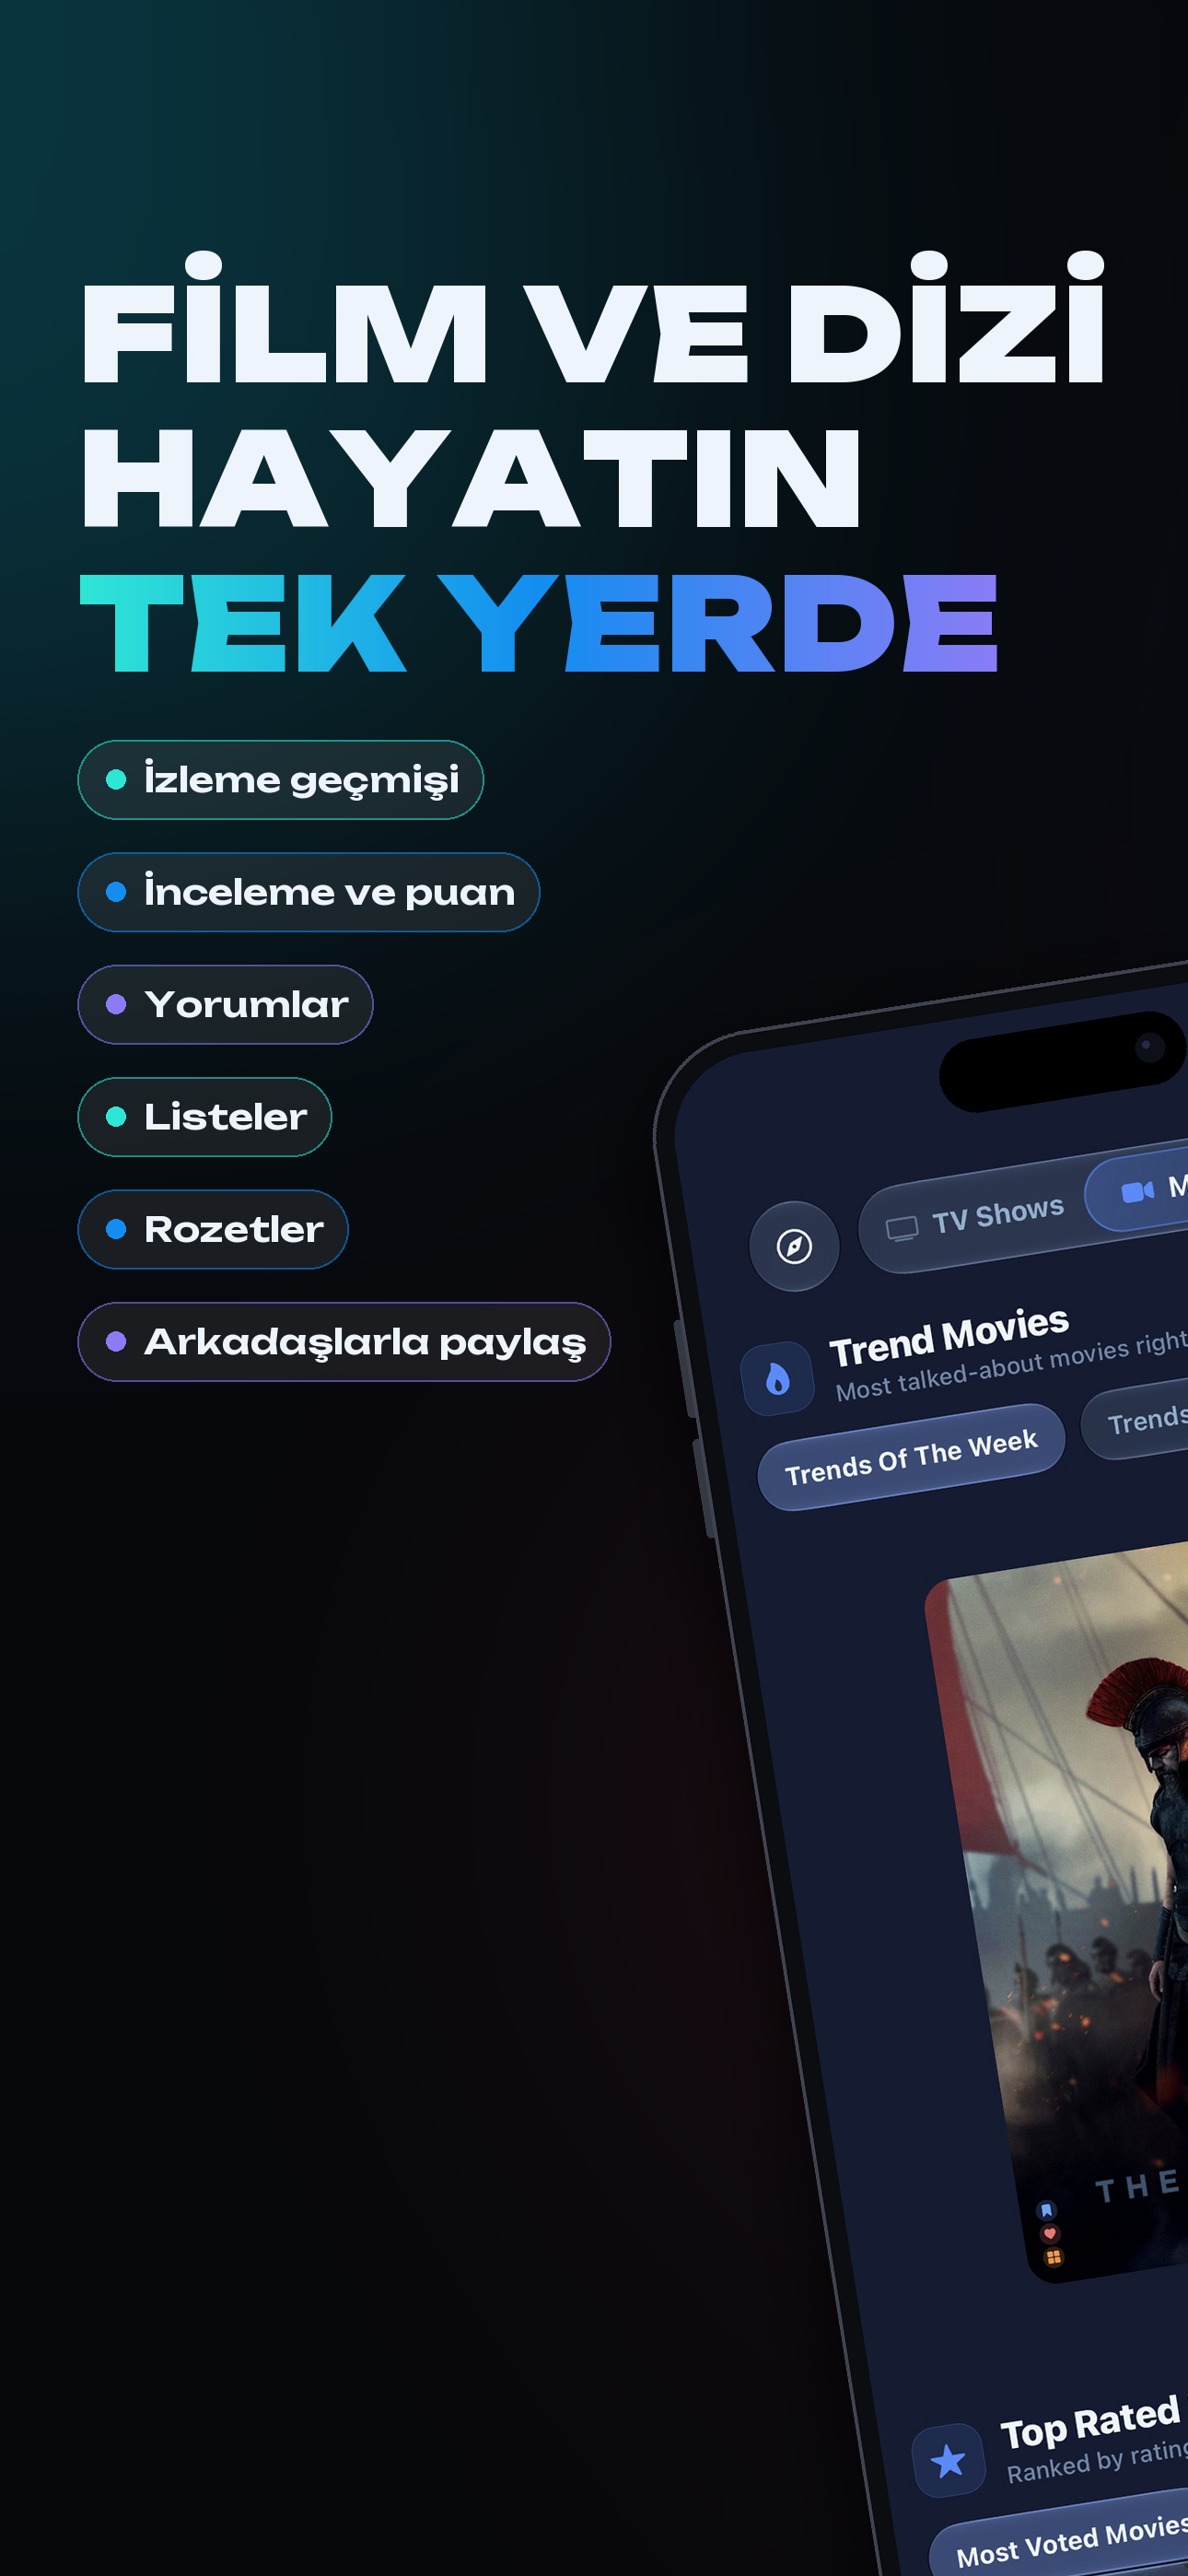 FİLM VE DİZİ
HAYATIN
TEK YERDE
İzleme geçmişi
İnceleme ve puan
Yorumlar
Listeler
Rozetler
Arkadaşlarla paylaş
TV Shows
Trend Movies
Most talked-about movies right
Trends Of The Week
Trends
THE
Top Rated
Ranked by rating
Most Voted Movies